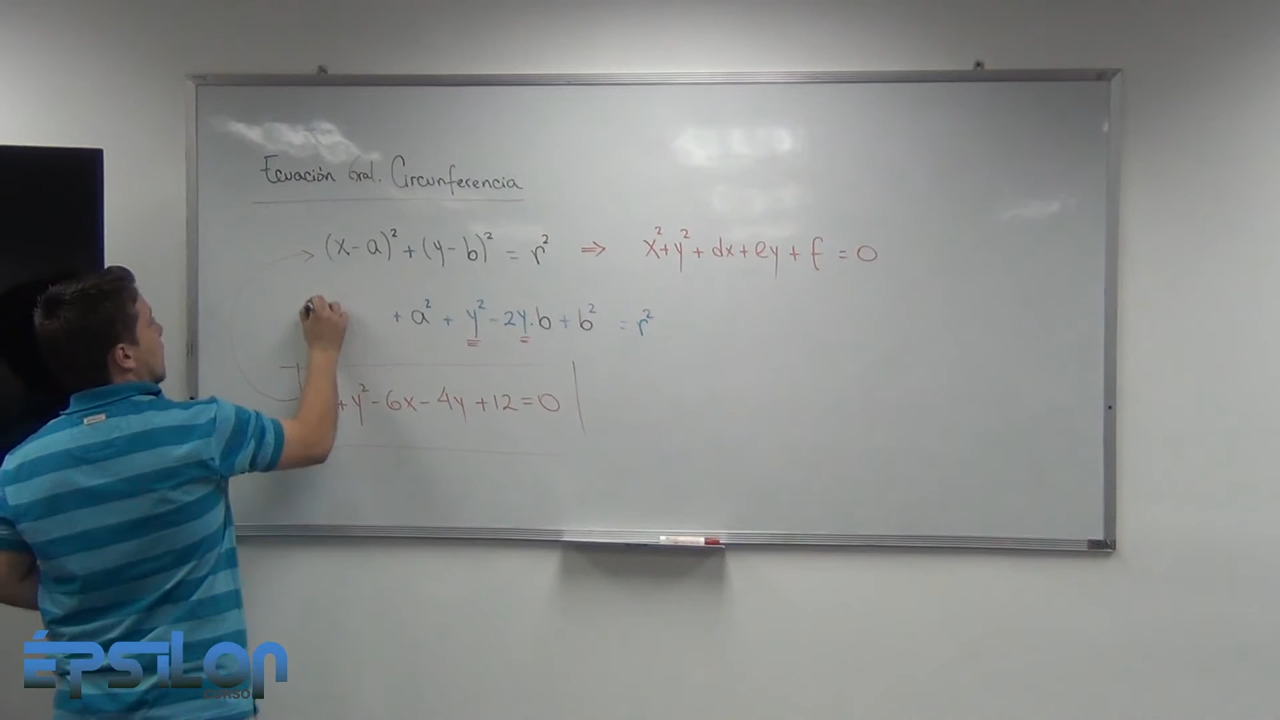 Ecuación Gral. Circunferencia
(x-a)² + (y-b)² = r² ⇒ x²+y²+dx+ey+f=0
+ a² + y² - 2y.b + b² = r²
+y²-6x-4y+12=0
ÉPSILON
CURSO